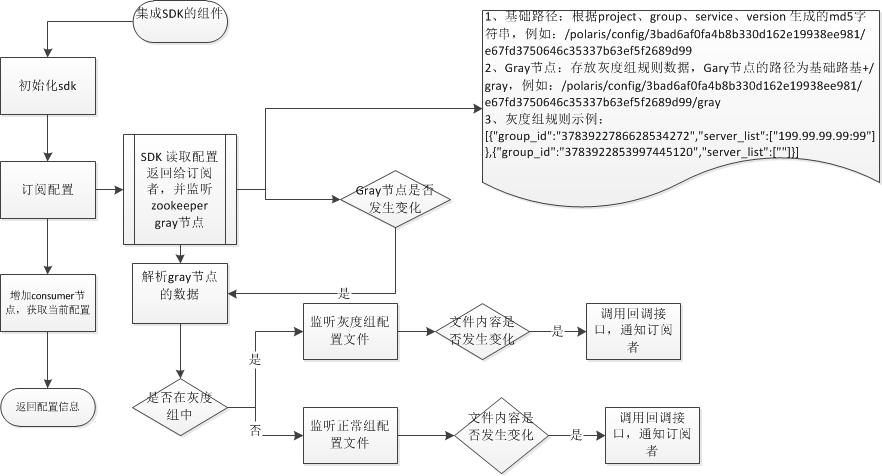 集成SDK的组件
初始化sdk
订阅配置
增加consumer节
点，获取当前配置
返回配置信息
SDK 读取配置
返回给订阅
者，并监听
zookeeper
gray节点
Gray节点是否
发生变化
是
解析gray节点
的数据
是否在灰度
组中
是
监听灰度组配
置文件
文件内容是
否发生变化
是
调用回调接
口，通知订阅
者
否
监听正常组配
置文件
文件内容是
否发生变化
是
调用回调接
口，通知订阅
者
1、基础路径：根据project、group、service、version 生成的md5字
符串，例如：/polaris/config/3bad6af0fa4b8b330d162e19938ee981/
e67fd3750646c35337b63ef5f2689d99
2、Gray节点：存放灰度组规则数据，Gary节点的路径为基础路基+/
gray，例如：/polaris/config/3bad6af0fa4b8b330d162e19938ee981/
e67fd3750646c35337b63ef5f2689d99/gray
3、灰度组规则示例：
[{"group_id":"3783922786628534272","server_list":["199.99.99.99:99"]
},{"group_id":"3783922853997445120","server_list":[""]}]